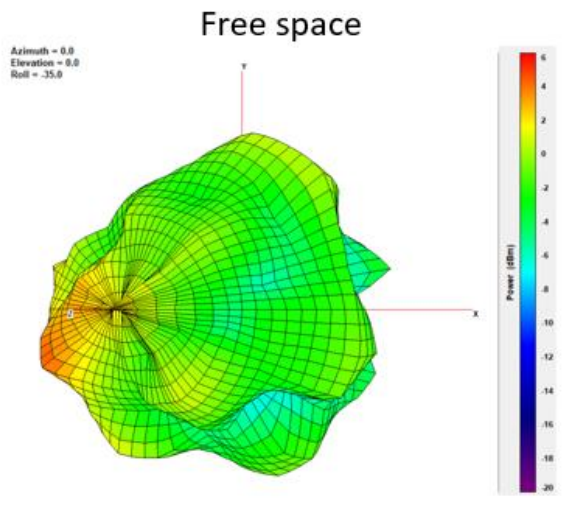 Free space
Azimuth = 0.0
Elevation = 0.0
Roll = -35.0
Y
X
Z
Power (dBm)
6
4
2
0
-2
-4
-6
-8
-10
-12
-14
-16
-18
-20